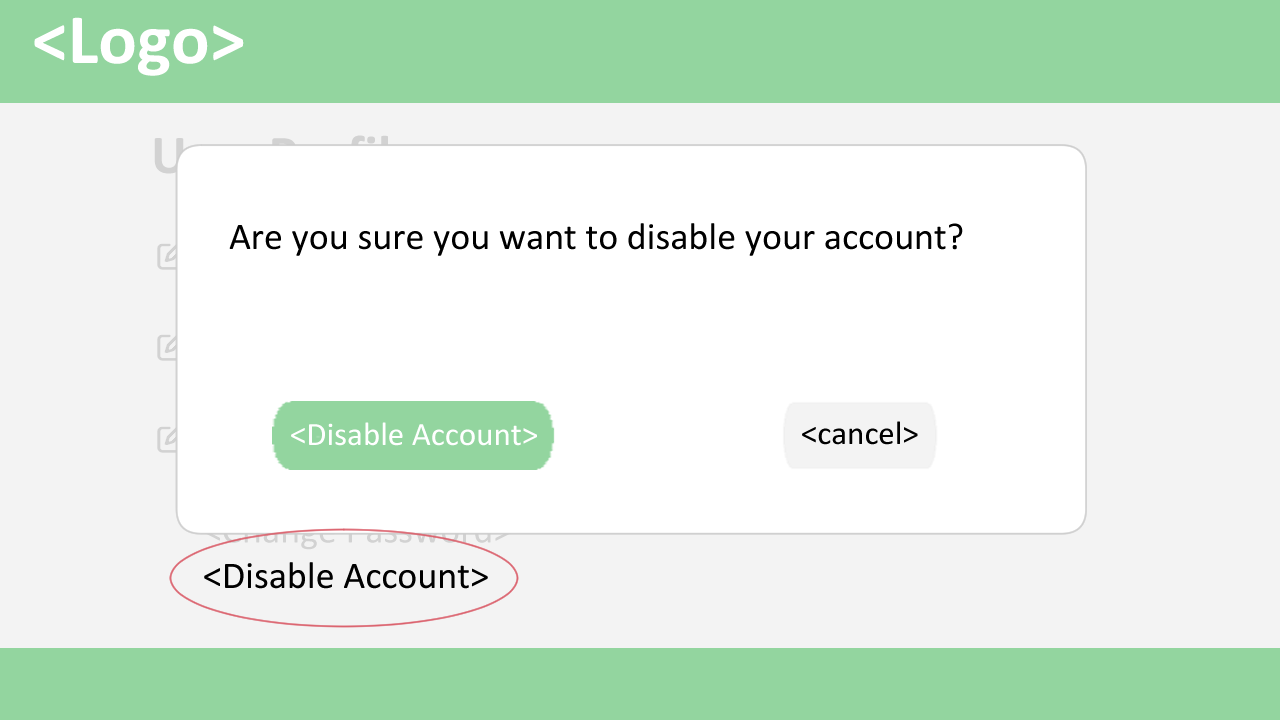 <Logo>
Are you sure you want to disable your account?
<Disable Account>
<cancel>
<Change Password>
<Disable Account>